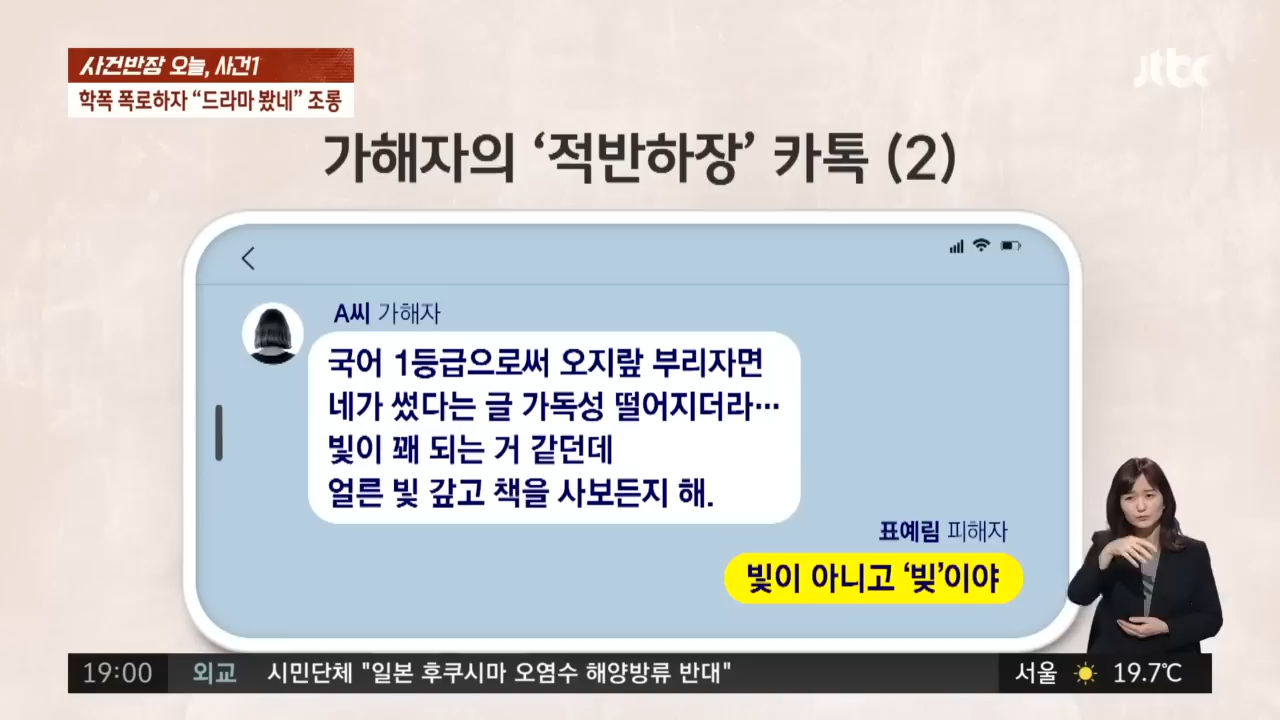 사건반장 오늘, 사건1
jtbc
학폭 폭로하자 “드라마 봤네” 조롱
가해자의 ‘적반하장’ 카톡 (2)
A씨 가해자
국어 1등급으로써 오지랖 부리자면
네가 썼다는 글 가독성 떨어지더라…
빛이 꽤 되는 거 같던데
얼른 빛 갚고 책을 사보든지 해.
표예림 피해자
빛이 아니고 ‘빚’이야
19:00 외교 시민단체 "일본 후쿠시마 오염수 해양방류 반대" 서울 19.7℃